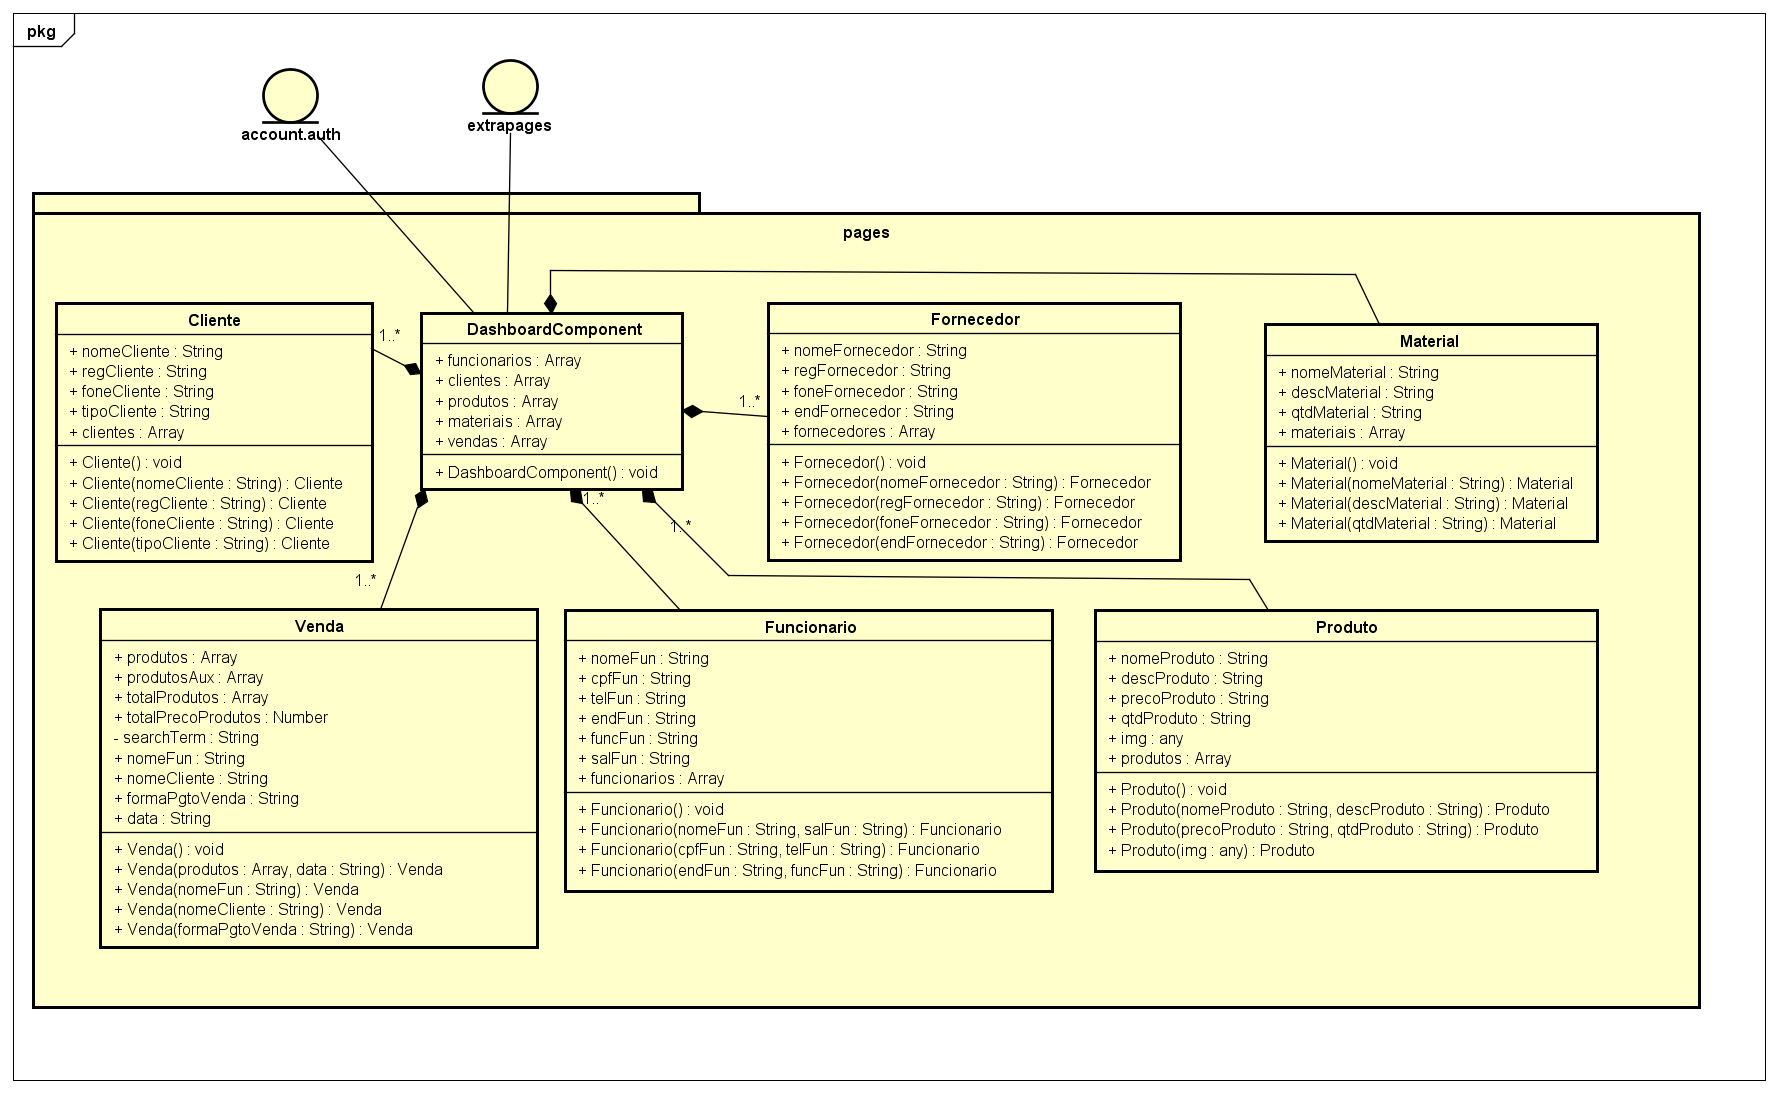 pkg
account.auth
extrapages
pages
Cliente
+ nomeCliente : String
+ regCliente : String
+ foneCliente : String
+ tipoCliente : String
+ clientes : Array
+ Cliente() : void
+ Cliente(nomeCliente : String) : Cliente
+ Cliente(regCliente : String) : Cliente
+ Cliente(foneCliente : String) : Cliente
+ Cliente(tipoCliente : String) : Cliente
1..*
DashboardComponent
+ funcionarios : Array
+ clientes : Array
+ produtos : Array
+ materiais : Array
+ vendas : Array
+ DashboardComponent() : void
1..*
Fornecedor
+ nomeFornecedor : String
+ regFornecedor : String
+ foneFornecedor : String
+ endFornecedor : String
+ fornecedores : Array
+ Fornecedor() : void
+ Fornecedor(nomeFornecedor : String) : Fornecedor
+ Fornecedor(regFornecedor : String) : Fornecedor
+ Fornecedor(foneFornecedor : String) : Fornecedor
+ Fornecedor(endFornecedor : String) : Fornecedor
Material
+ nomeMaterial : String
+ descMaterial : String
+ qtdMaterial : String
+ materiais : Array
+ Material() : void
+ Material(nomeMaterial : String) : Material
+ Material(descMaterial : String) : Material
+ Material(qtdMaterial : String) : Material
1..*
1..*
1..*
Venda
+ produtos : Array
+ produtosAux : Array
+ totalProdutos : Array
+ totalPrecoProdutos : Number
- searchTerm : String
+ nomeFun : String
+ nomeCliente : String
+ formaPgtoVenda : String
+ data : String
+ Venda() : void
+ Venda(produtos : Array, data : String) : Venda
+ Venda(nomeFun : String) : Venda
+ Venda(nomeCliente : String) : Venda
+ Venda(formaPgtoVenda : String) : Venda
Funcionario
+ nomeFun : String
+ cpfFun : String
+ telFun : String
+ endFun : String
+ funcFun : String
+ salFun : String
+ funcionarios : Array
+ Funcionario() : void
+ Funcionario(nomeFun : String, salFun : String) : Funcionario
+ Funcionario(cpfFun : String, telFun : String) : Funcionario
+ Funcionario(endFun : String, funcFun : String) : Funcionario
Produto
+ nomeProduto : String
+ descProduto : String
+ precoProduto : String
+ qtdProduto : String
+ img : any
+ produtos : Array
+ Produto() : void
+ Produto(nomeProduto : String, descProduto : String) : Produto
+ Produto(precoProduto : String, qtdProduto : String) : Produto
+ Produto(img : any) : Produto